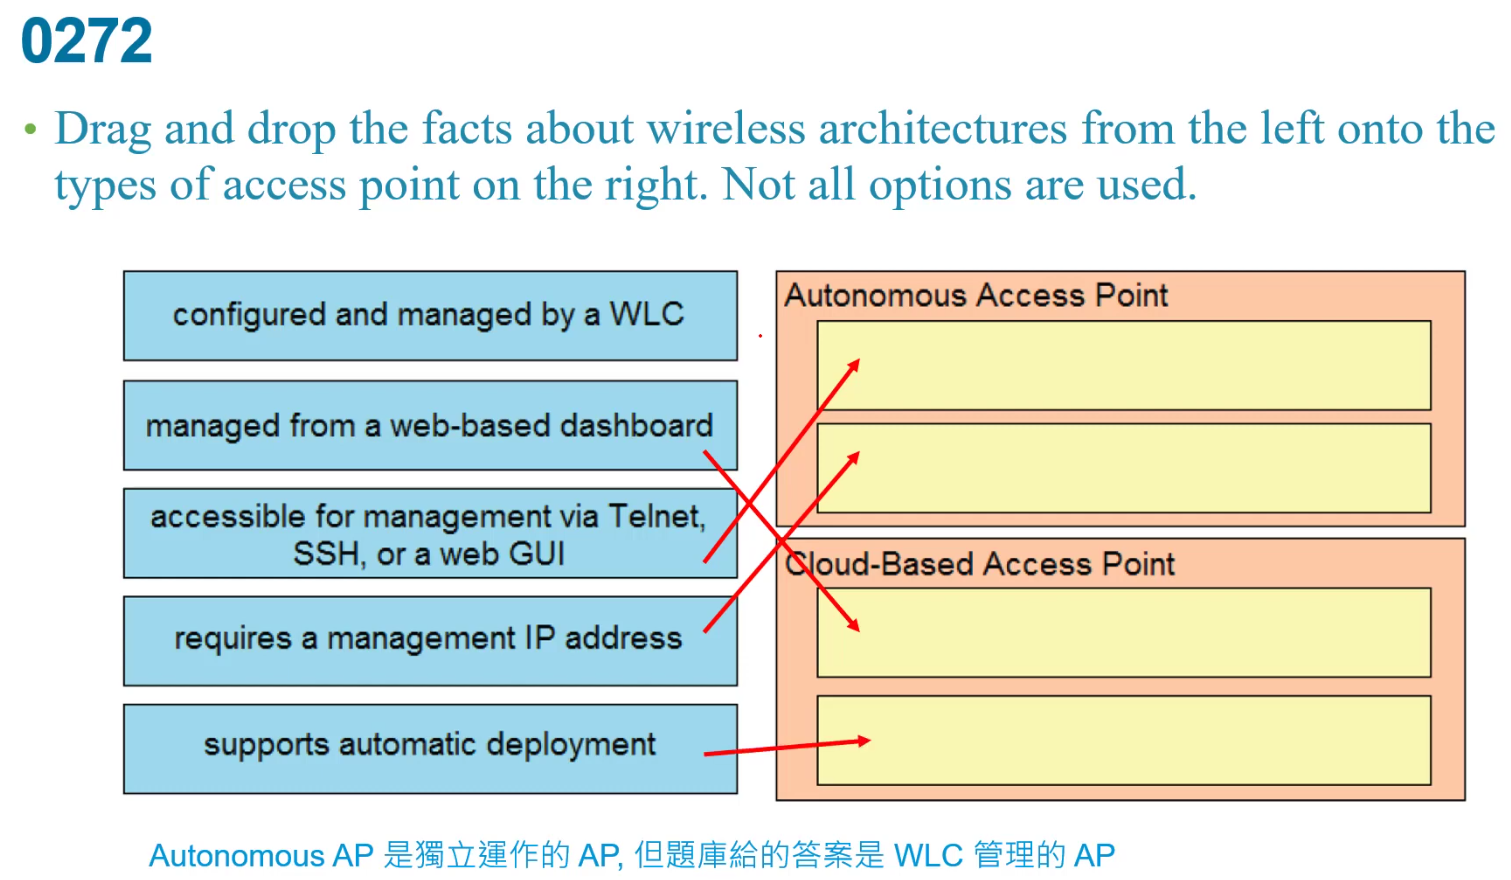 0272
• Drag and drop the facts about wireless architectures from the left onto the
types of access point on the right. Not all options are used.
configured and managed by a WLC
managed from a web-based dashboard
accessible for management via Telnet,
SSH, or a web GUI
requires a management IP address
supports automatic deployment
Autonomous Access Point
Cloud-Based Access Point
Autonomous AP 是獨立運作的 AP, 但題庫給的答案是 WLC 管理的 AP